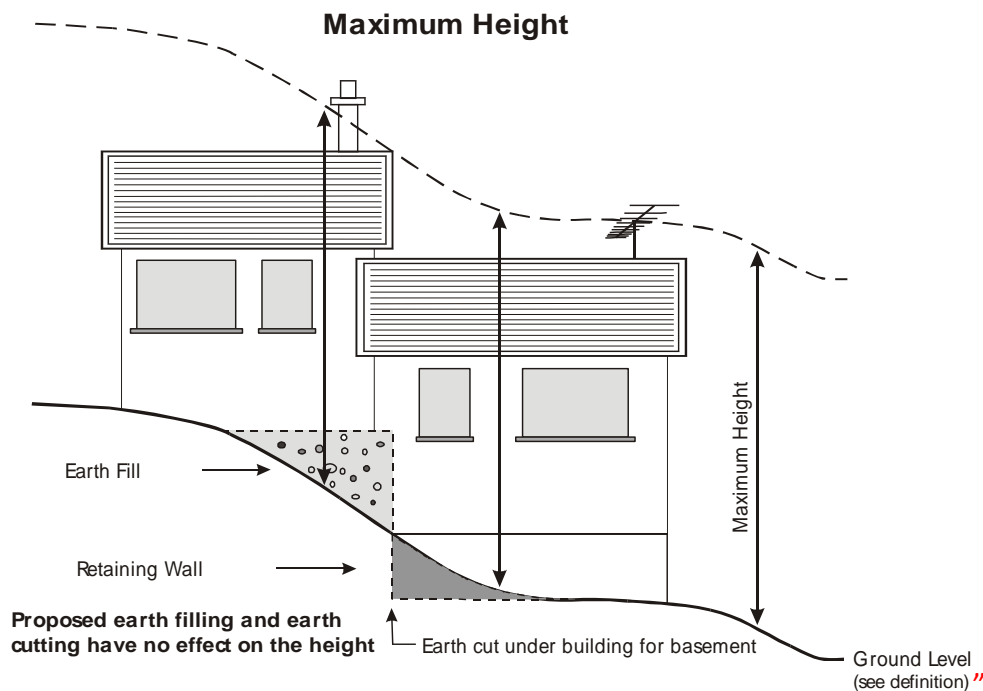 Maximum Height
Maximum Height
Earth Fill
Retaining Wall
Proposed earth filling and earth
cutting have no effect on the height
Earth cut under building for basement
Ground Level
(see definition) ”